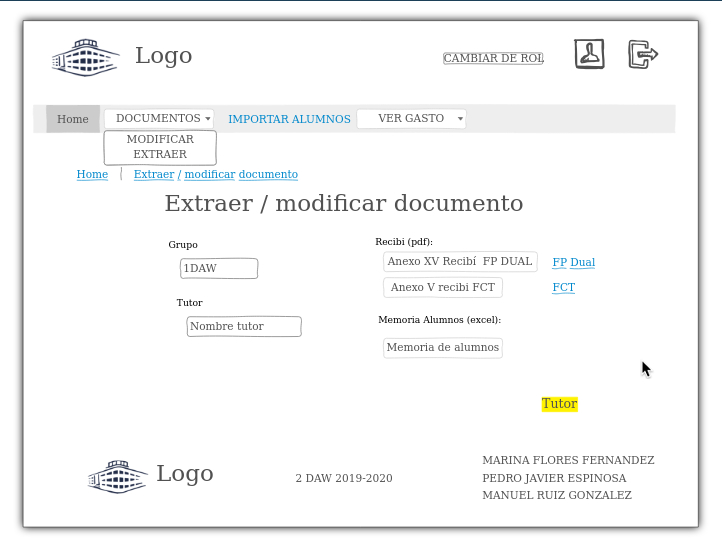 Logo
CAMBIAR DE ROL
Home
DOCUMENTOS
IMPORTAR ALUMNOS
VER GASTO
MODIFICAR
EXTRAER
Home
Extraer / modificar documento
Extraer / modificar documento
Grupo
1DAW
Tutor
Nombre tutor
Recibi (pdf):
Anexo XV Recibí FP DUAL
FP Dual
Anexo V recibi FCT
FCT
Memoria Alumnos (excel):
Memoria de alumnos
Tutor
Logo
2 DAW 2019-2020
MARINA FLORES FERNANDEZ
PEDRO JAVIER ESPINOSA
MANUEL RUIZ GONZALEZ